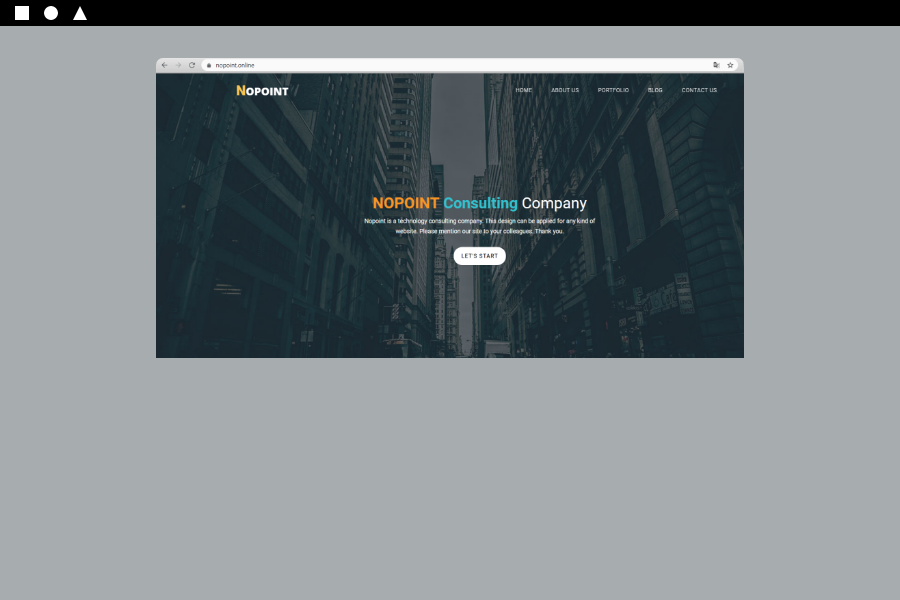 nopoint.online
NOPOINT
HOME ABOUT US PORTFOLIO BLOG CONTACT US
NOPOINT Consulting Company
Nopoint is a technology consulting company. This design can be applied for any kind of
website. Please mention our site to your colleagues. Thank you.
LET'S START